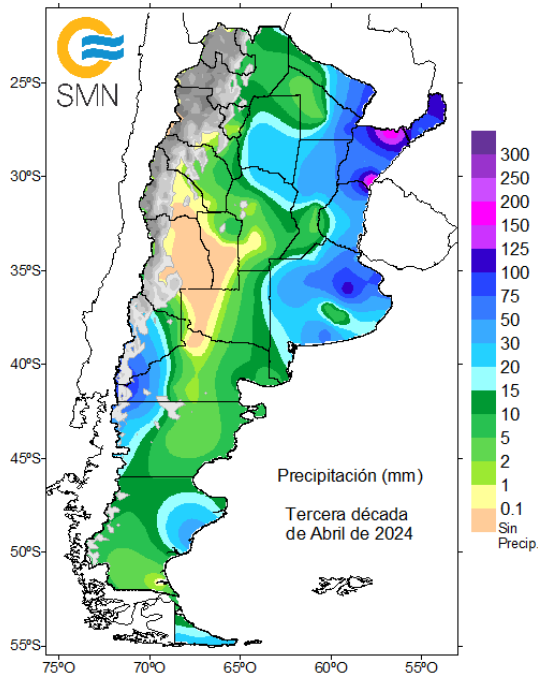 SMN
25ºS
30ºS
35ºS
40ºS
45ºS
50ºS
55ºS
75ºO 70ºO 65ºO 60ºO 55ºO
Precipitación (mm)
Tercera década
de Abril de 2024
300
250
200
150
125
100
75
50
30
20
15
10
5
2
1
0.1
Sin
Precip.